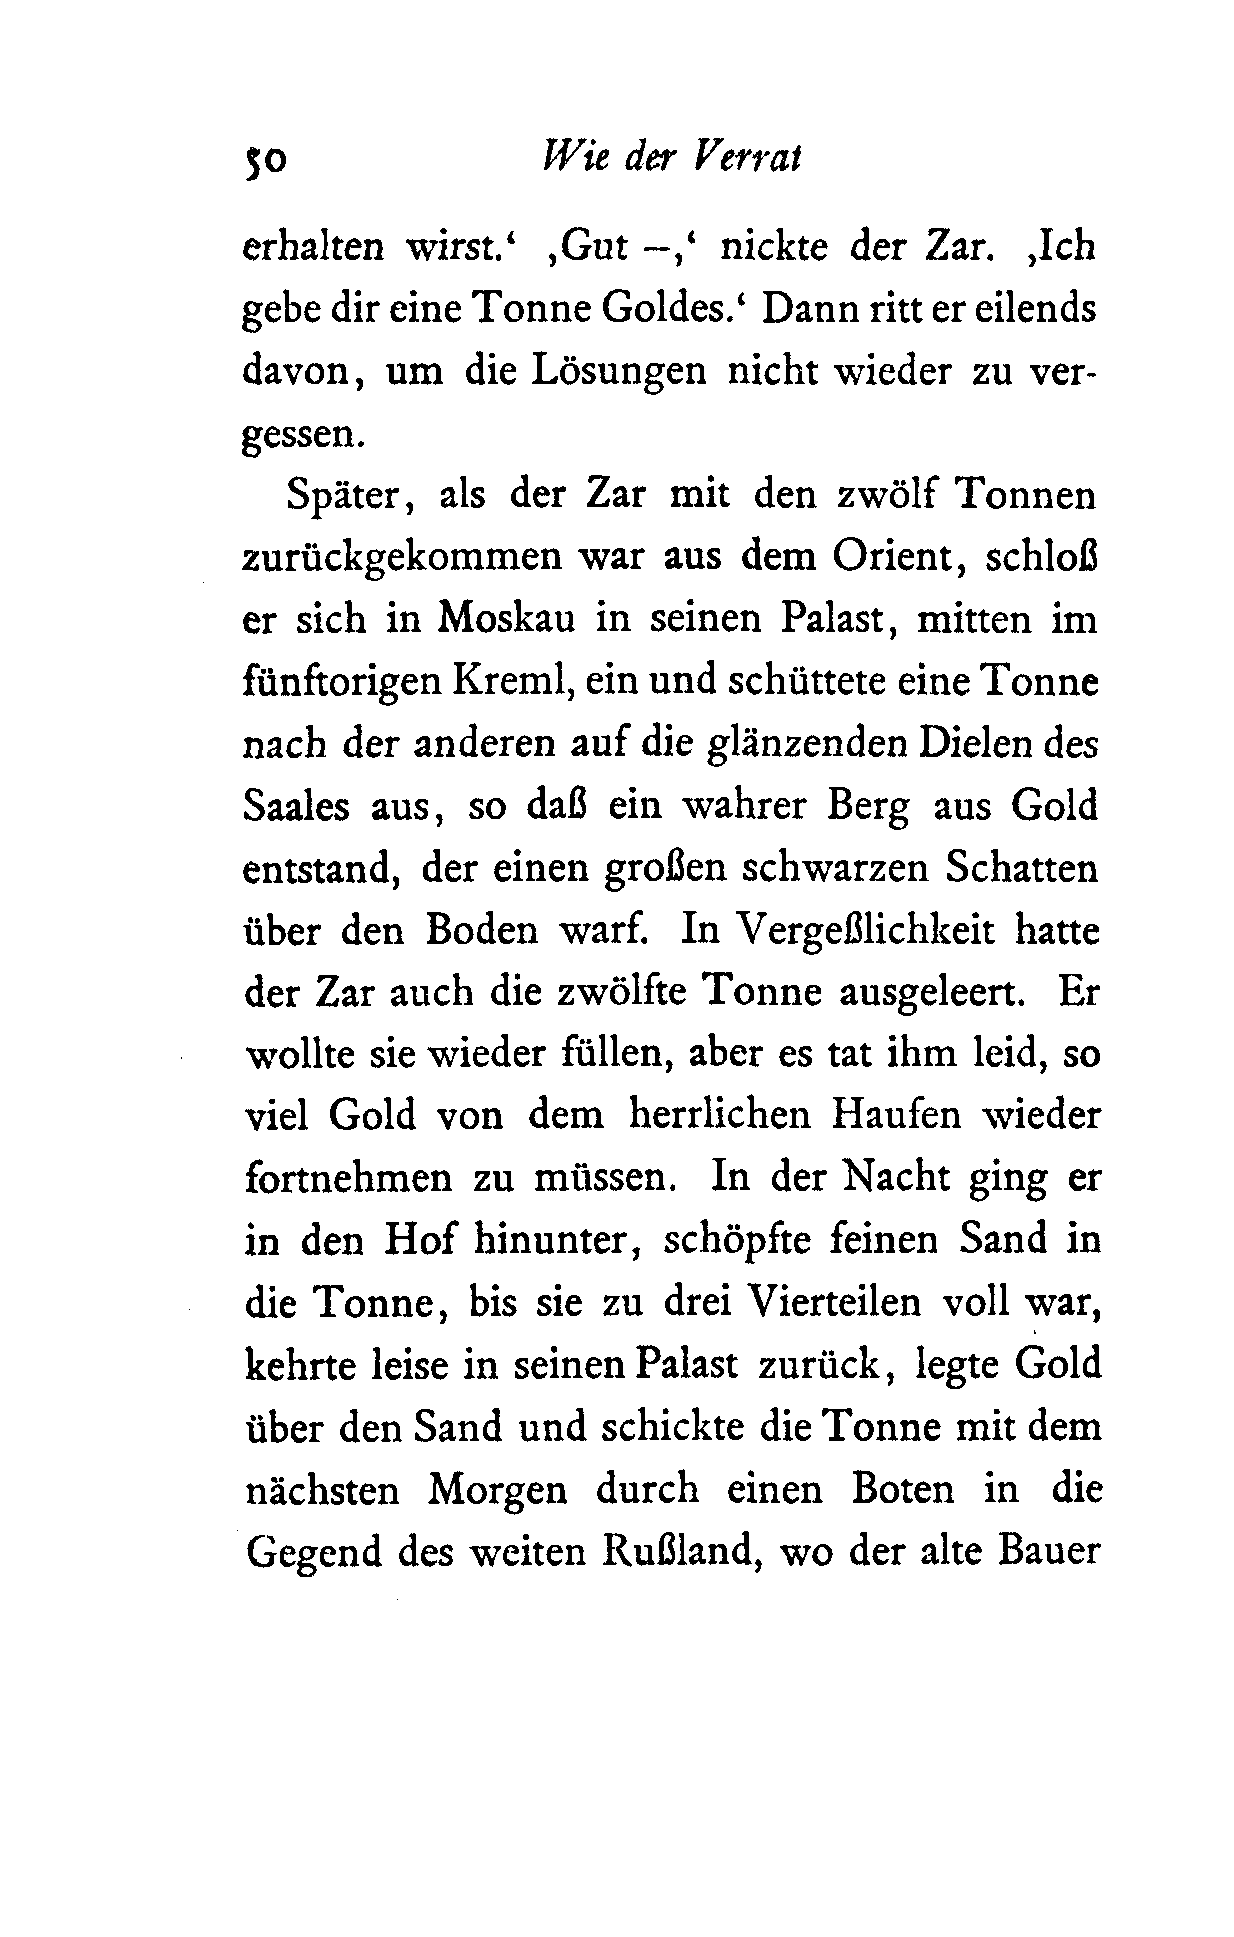 50 Wie der Verrat
erhalten wirst.‘ ‚Gut –,‘ nickte der Zar. ‚Ich
gebe dir eine Tonne Goldes.‘ Dann ritt er eilends
davon, um die Lösungen nicht wieder zu ver-
gessen.
Später, als der Zar mit den zwölf Tonnen
zurückgekommen war aus dem Orient, schloß
er sich in Moskau in seinen Palast, mitten im
fünftorigen Kreml, ein und schüttete eine Tonne
nach der anderen auf die glänzenden Dielen des
Saales aus, so daß ein wahrer Berg aus Gold
entstand, der einen großen schwarzen Schatten
über den Boden warf. In Vergeßlichkeit hatte
der Zar auch die zwölfte Tonne ausgeleert. Er
wollte sie wieder füllen, aber es tat ihm leid, so
viel Gold von dem herrlichen Haufen wieder
fortnehmen zu müssen. In der Nacht ging er
in den Hof hinunter, schöpfte feinen Sand in
die Tonne, bis sie zu drei Vierteilen voll war,
kehrte leise in seinen Palast zurück, legte Gold
über den Sand und schickte die Tonne mit dem
nächsten Morgen durch einen Boten in die
Gegend des weiten Rußland, wo der alte Bauer